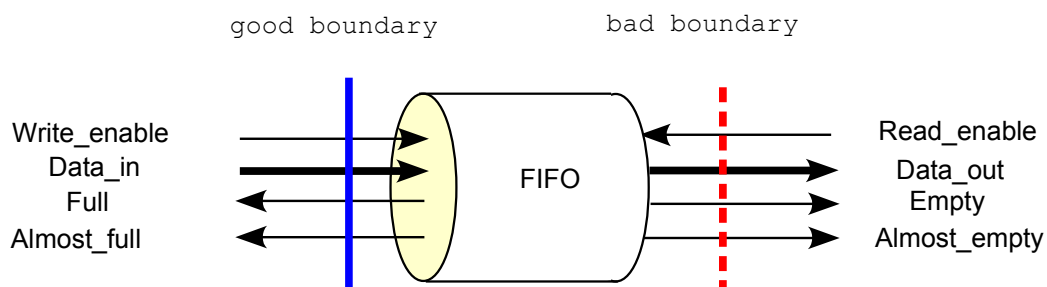 good boundary
bad boundary
Write_enable
Data_in
Full
Almost_full
FIFO
Read_enable
Data_out
Empty
Almost_empty